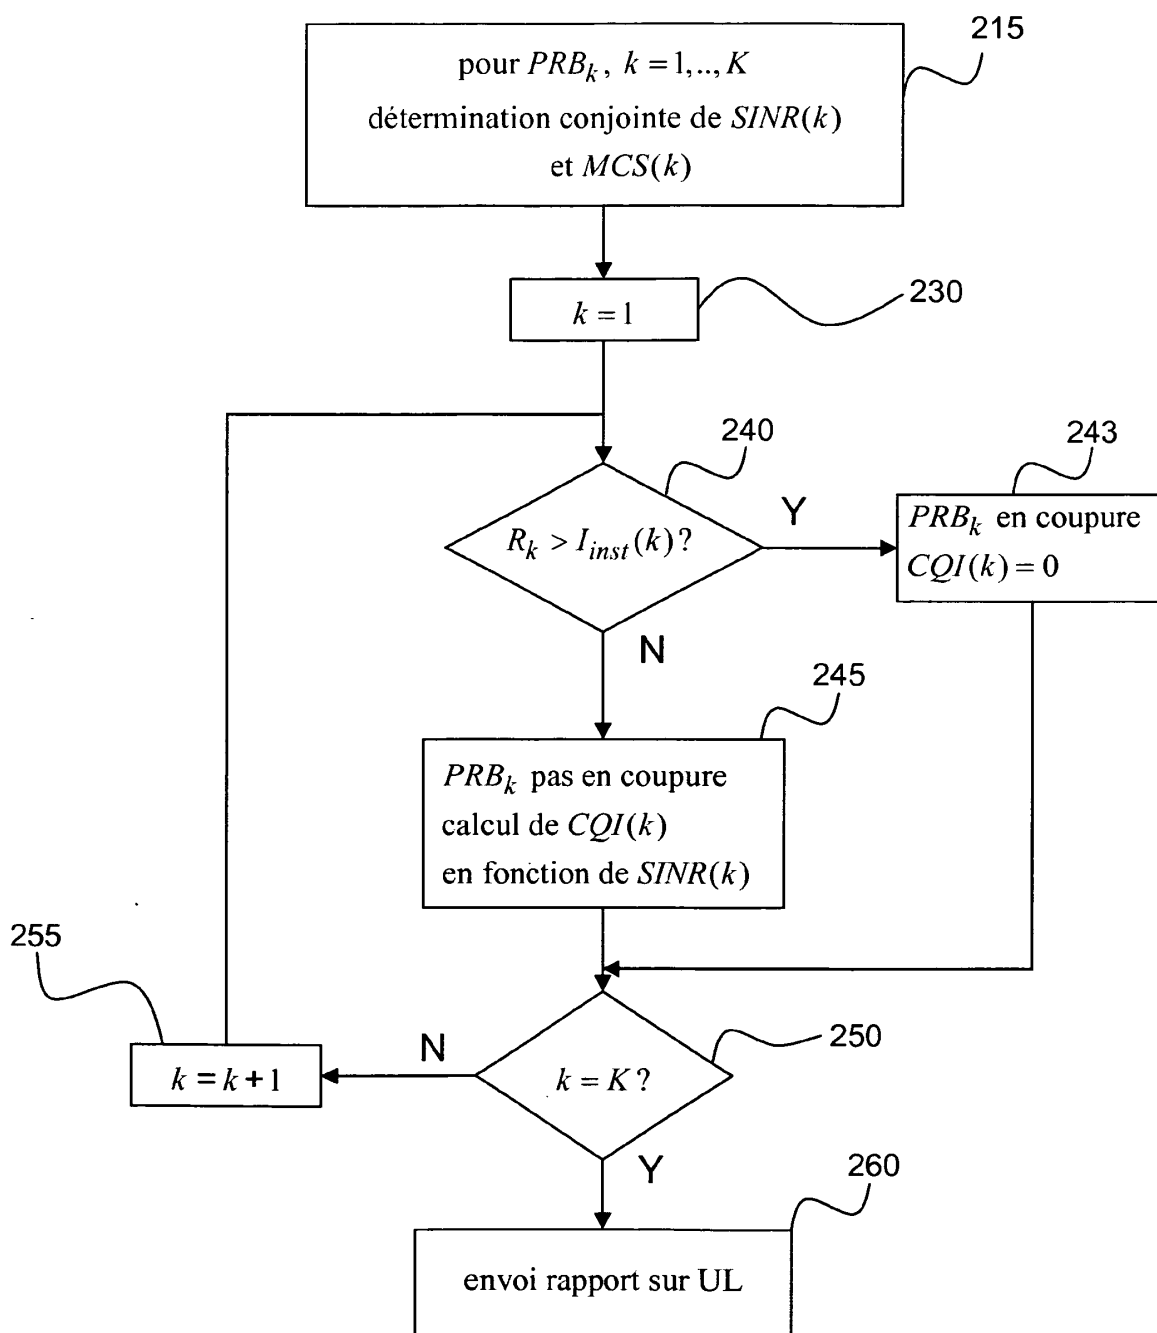 215
pour PRB_k, k = 1,.., K
détermination conjointe de SINR(k)
et MCS(k)
230
k = 1
240
243
R_k > I_inst(k) ?
Y
PRB_k en coupure
CQI(k) = 0
N
245
PRB_k pas en coupure
calcul de CQI(k)
en fonction de SINR(k)
255
250
N
k = k + 1
k = K ?
Y
260
envoi rapport sur UL